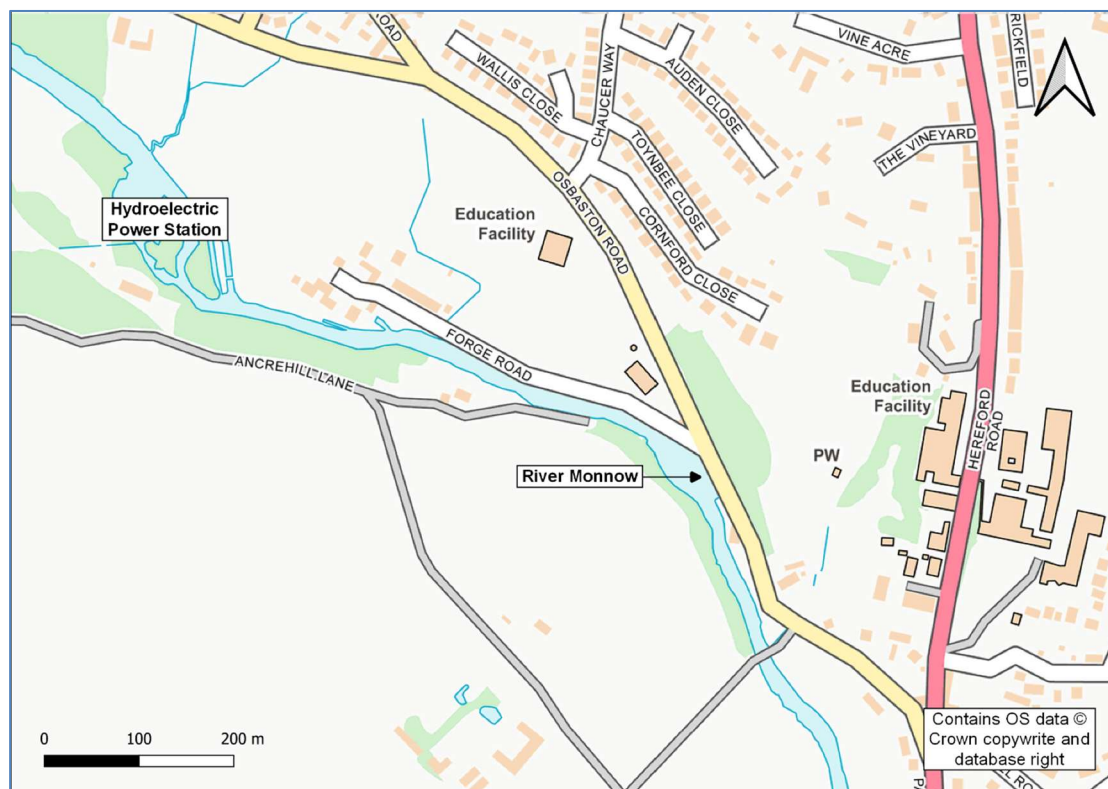 ROAD
WALLIS CLOSE
CHAUCER WAY
AUDEN CLOSE
VINE ACRE
RICKFIELD
THE VINEYARD
TOYNBEE CLOSE
OSBASTON ROAD
CORNFORD CLOSE
Hydroelectric
Power Station
Education
Facility
FORGE ROAD
ANCREHILL LANE
Education
Facility
HEREFORD
ROAD
PW
River Monnow
0 100 200 m
Contains OS data ©
Crown copywrite and
database right